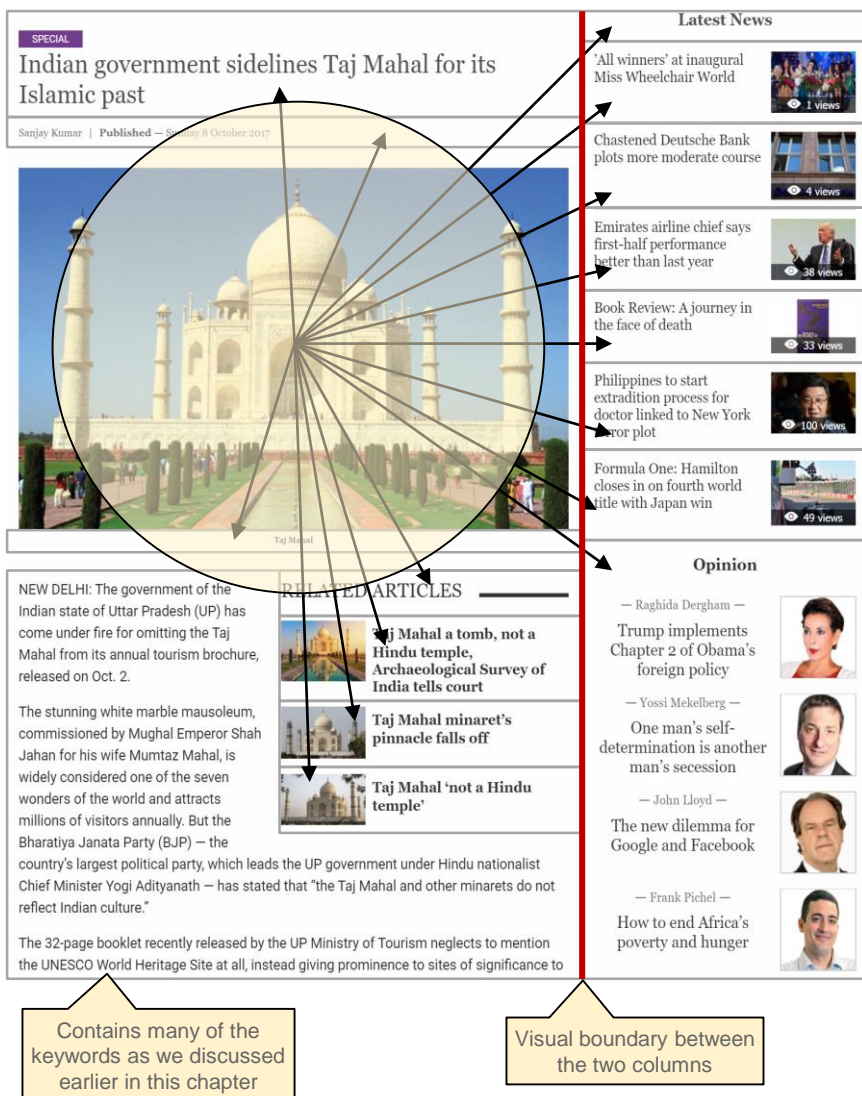 SPECIAL
Indian government sidelines Taj Mahal for its
Islamic past
Sanjay Kumar | Published — Sunday 8 October 2017
Taj Mahal
NEW DELHI: The government of the
Indian state of Uttar Pradesh (UP) has
come under fire for omitting the Taj
Mahal from its annual tourism brochure,
released on Oct. 2.
The stunning white marble mausoleum,
commissioned by Mughal Emperor Shah
Jahan for his wife Mumtaz Mahal, is
widely considered one of the seven
wonders of the world and attracts
millions of visitors annually. But the
Bharatiya Janata Party (BJP) — the
country's largest political party, which leads the UP government under Hindu nationalist
Chief Minister Yogi Adityanath — has stated that “the Taj Mahal and other minarets do not
reflect Indian culture.”
The 32-page booklet recently released by the UP Ministry of Tourism neglects to mention
the UNESCO World Heritage Site at all, instead giving prominence to sites of significance to
RELATED ARTICLES
Taj Mahal a tomb, not a
Hindu temple,
Archaeological Survey of
India tells court
Taj Mahal minaret's
pinnacle falls off
Taj Mahal ‘not a Hindu
temple’
Latest News
'All winners' at inaugural
Miss Wheelchair World
1 views
Chastened Deutsche Bank
plots more moderate course
4 views
Emirates airline chief says
first-half performance
better than last year
38 views
Book Review: A journey in
the face of death
33 views
Philippines to start
extradition process for
doctor linked to New York
terror plot
100 views
Formula One: Hamilton
closes in on fourth world
title with Japan win
49 views
Opinion
— Raghida Dergham —
Trump implements
Chapter 2 of Obama's
foreign policy
— Yossi Mekelberg —
One man's self-
determination is another
man's secession
— John Lloyd —
The new dilemma for
Google and Facebook
— Frank Pichel —
How to end Africa's
poverty and hunger
Contains many of the
keywords as we discussed
earlier in this chapter
Visual boundary between
the two columns